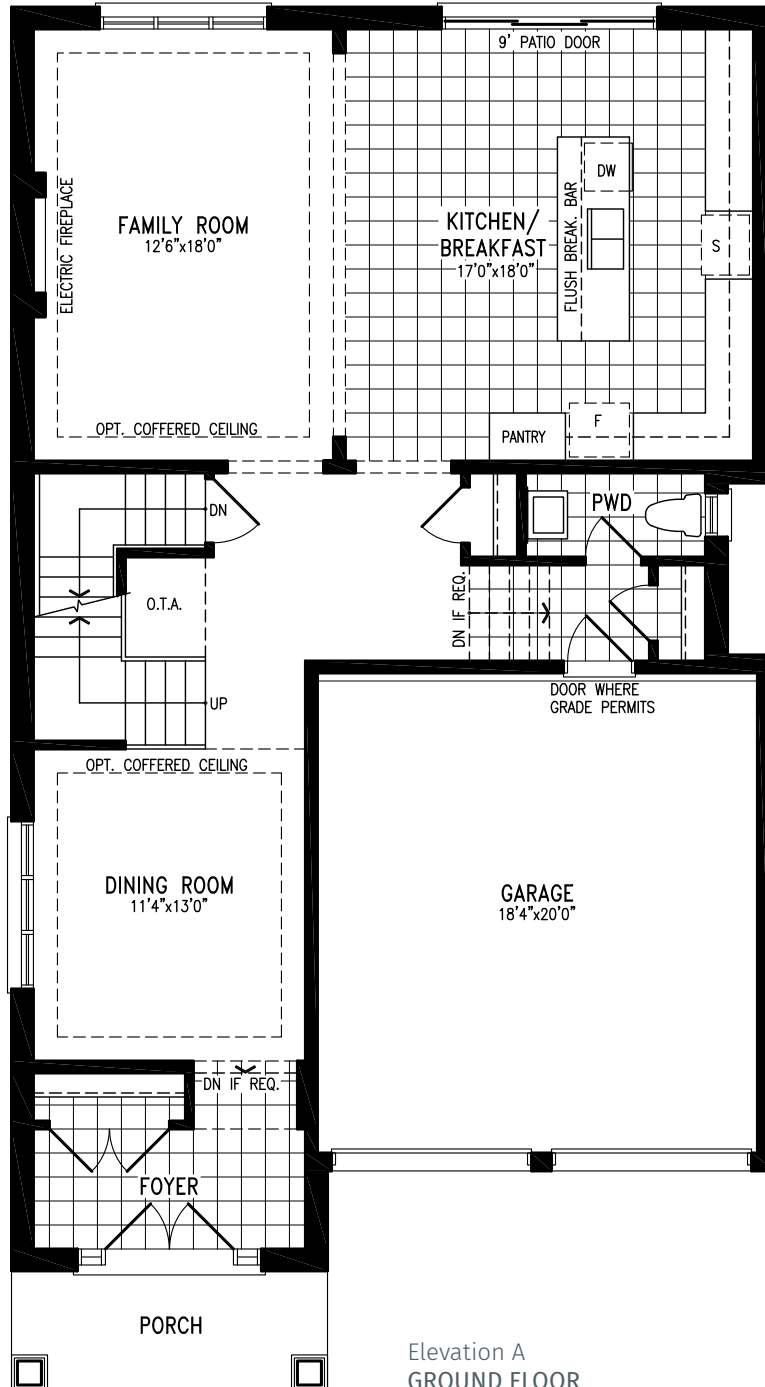 9' PATIO DOOR
DW
FAMILY ROOM
12'6"x18'0"
ELECTRIC FIREPLACE
KITCHEN/
BREAKFAST
17'0"x18'0"
FLUSH BREAK. BAR
S
OPT. COFFERED CEILING
PANTRY
F
DN
PWD
O.T.A.
DN IF REQ.
UP
DOOR WHERE
GRADE PERMITS
OPT. COFFERED CEILING
DINING ROOM
11'4"x13'0"
GARAGE
18'4"x20'0"
DN IF REQ.
FOYER
PORCH
Elevation A
GROUND FLOOR